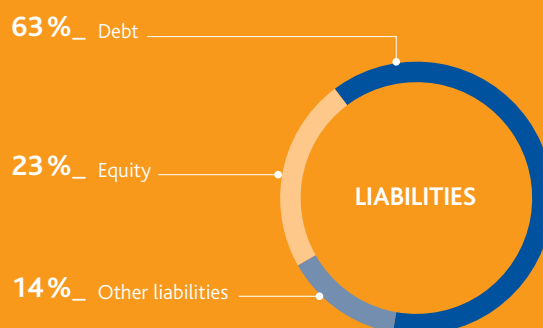 63 %_ Debt
23 %_ Equity
LIABILITIES
14 %_ Other liabilities